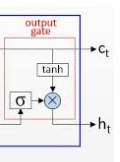 output
gate
c_t
tanh
σ
h_t